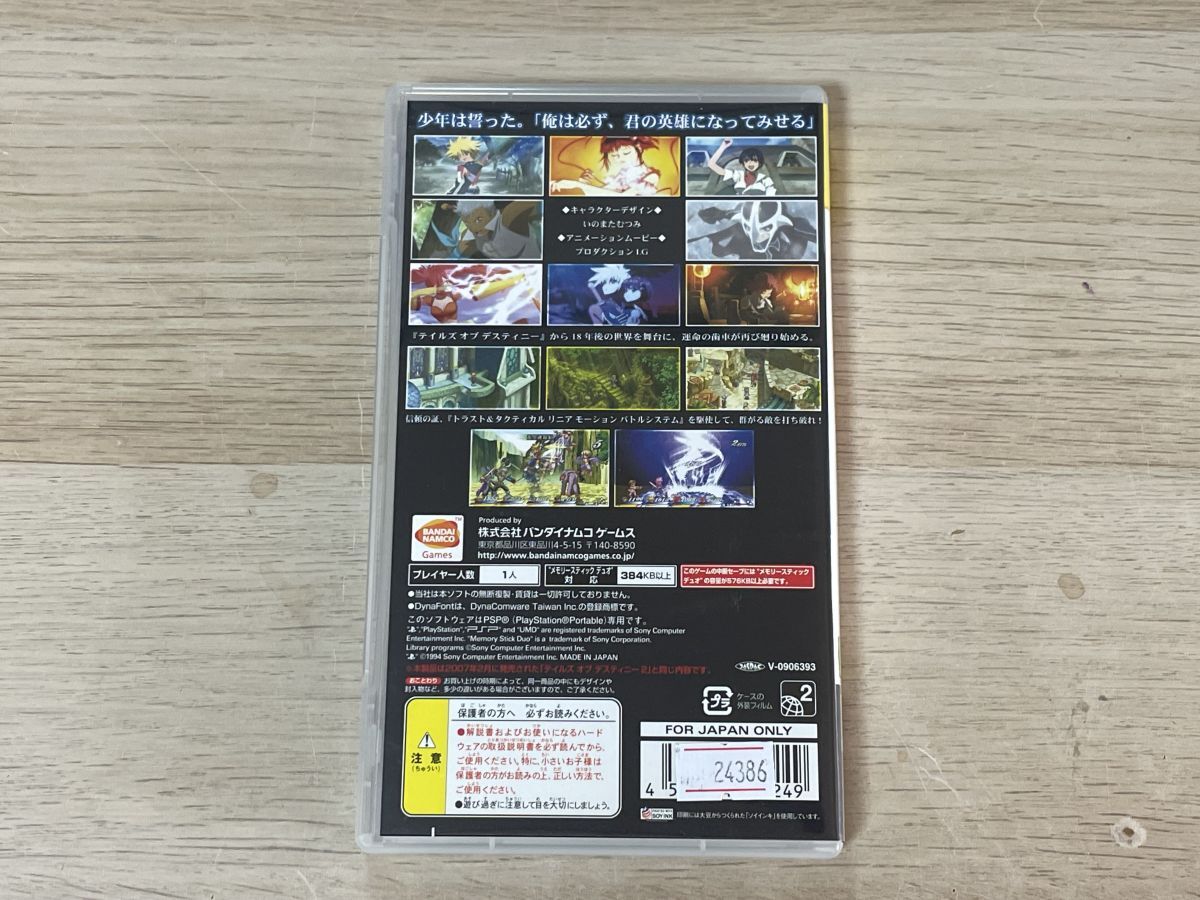 少年は誓った。「俺は必ず、君の英雄になってみせる」
◆キャラクターデザイン◆
いのまたむつみ
◆アニメーションムービー◆
プロダクション I.G
『テイルズ オブ デスティニー』から18年後の世界を舞台に、運命の歯車が再び廻り始める。
信頼の証、『トラスト&タクティカル リニア モーション バトルシステム』を駆使して、群がる敵を打ち破れ!
BANDAI
NAMCO
Games
TM
Produced by
株式会社 バンダイナムコ ゲームス
東京都品川区東品川4-5-15 〒140-8590
http://www.bandainamcogames.co.jp/
プレイヤー人数 1人
"メモリースティック デュオ" 対応 384KB以上
このゲームの中断セーブには"メモリースティック
デュオ"の容量が576KB以上必要です。
●当社は本ソフトの無断複製・賃貸は一切許可しておりません。
●DynaFontは、DynaComware Taiwan Inc.の登録商標です。
このソフトウェアはPSP®(PlayStation®Portable)専用です。
"PlayStation", "PSP" and "UMD" are registered trademarks of Sony Computer
Entertainment Inc. "Memory Stick Duo" is a trademark of Sony Corporation.
Library programs ©Sony Computer Entertainment Inc.
©1994 Sony Computer Entertainment Inc. MADE IN JAPAN
※本製品は2007年2月に発売された「テイルズ オブ デスティニー2」と同じ内容です。
V-0906393
おことわり お買い上げの時期によって、同一商品の中にもデザインや
封入物など、多少の違いがある場合がございますので、ご了承ください。
プラ
ケースの
外装フィルム
2
注意
(ちゅうい)
保護者の方へ 必ずお読みください。
●解説書およびお使いになるハード
ウェアの取扱説明書を必ず読んでから、
ご使用ください。特に、小さいお子様は
保護者の方がお読みの上、正しい方法で、
ご使用ください。
●遊び過ぎに注意して目を大切にしましょう。
FOR JAPAN ONLY
24386
4 5
249
SOY INK
印刷には大豆からつくられた「ソイインキ」を使用しています。